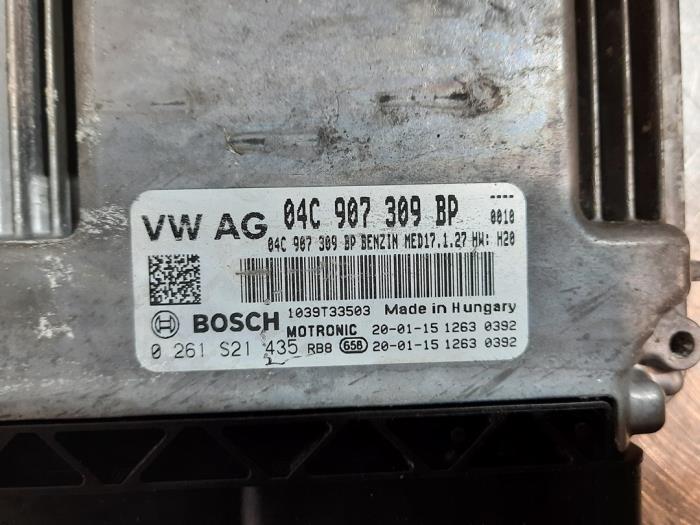 VW AG 04C 907 309 BP 0010
04C 907 309 BP BENZIN MED17.1.27 HW: H20
1039T33503 Made in Hungary
BOSCH MOTRONIC 20-01-15 1263 0392
0 261 S21 435 RB8 658 20-01-15 1263 0392